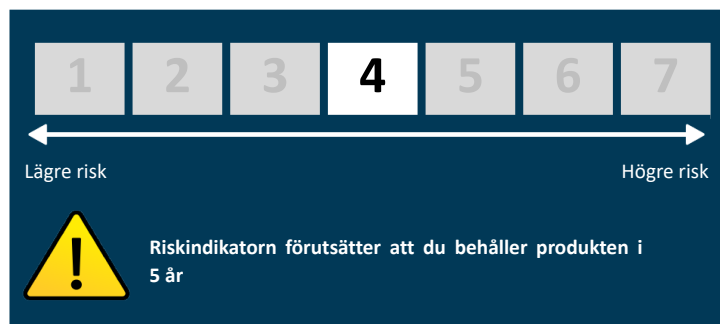 1 2 3 4 5 6 7
Lägre risk Högre risk
Riskindikatorn förutsätter att du behåller produkten i
5 år